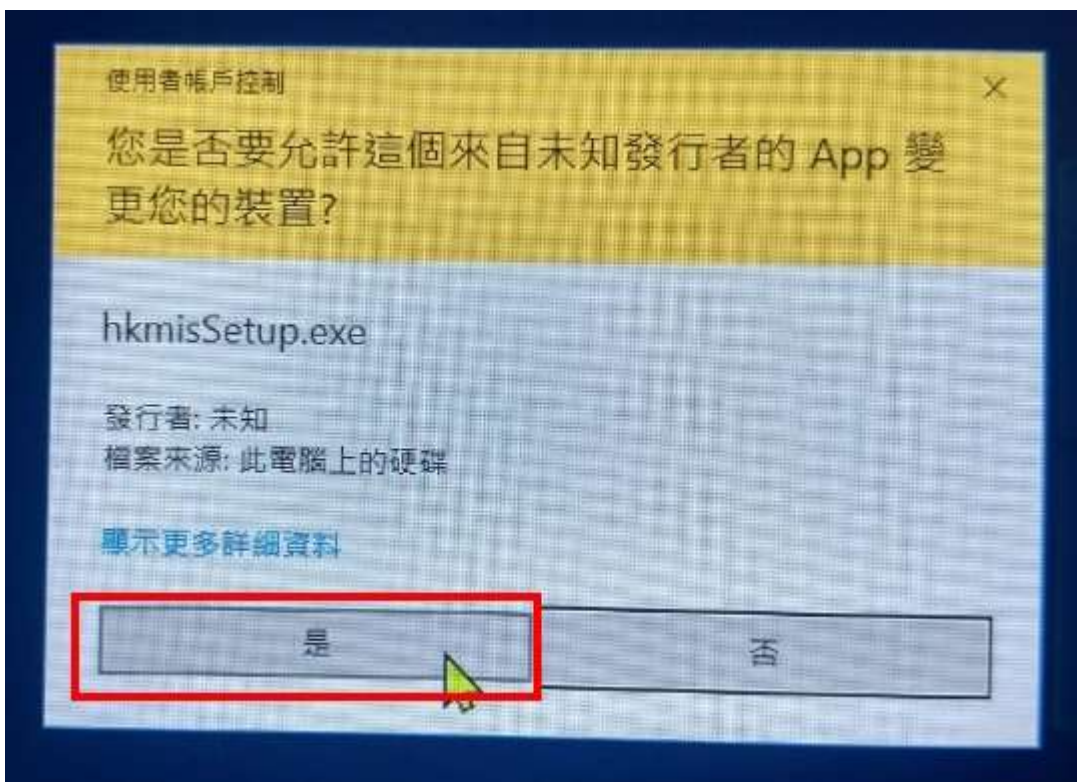 使用者帳戶控制
您是否要允許這個來自未知發行者的 App 變
更您的裝置?
hkmisSetup.exe
發行者: 未知
檔案來源: 此電腦上的硬碟
顯示更多詳細資料
是
否